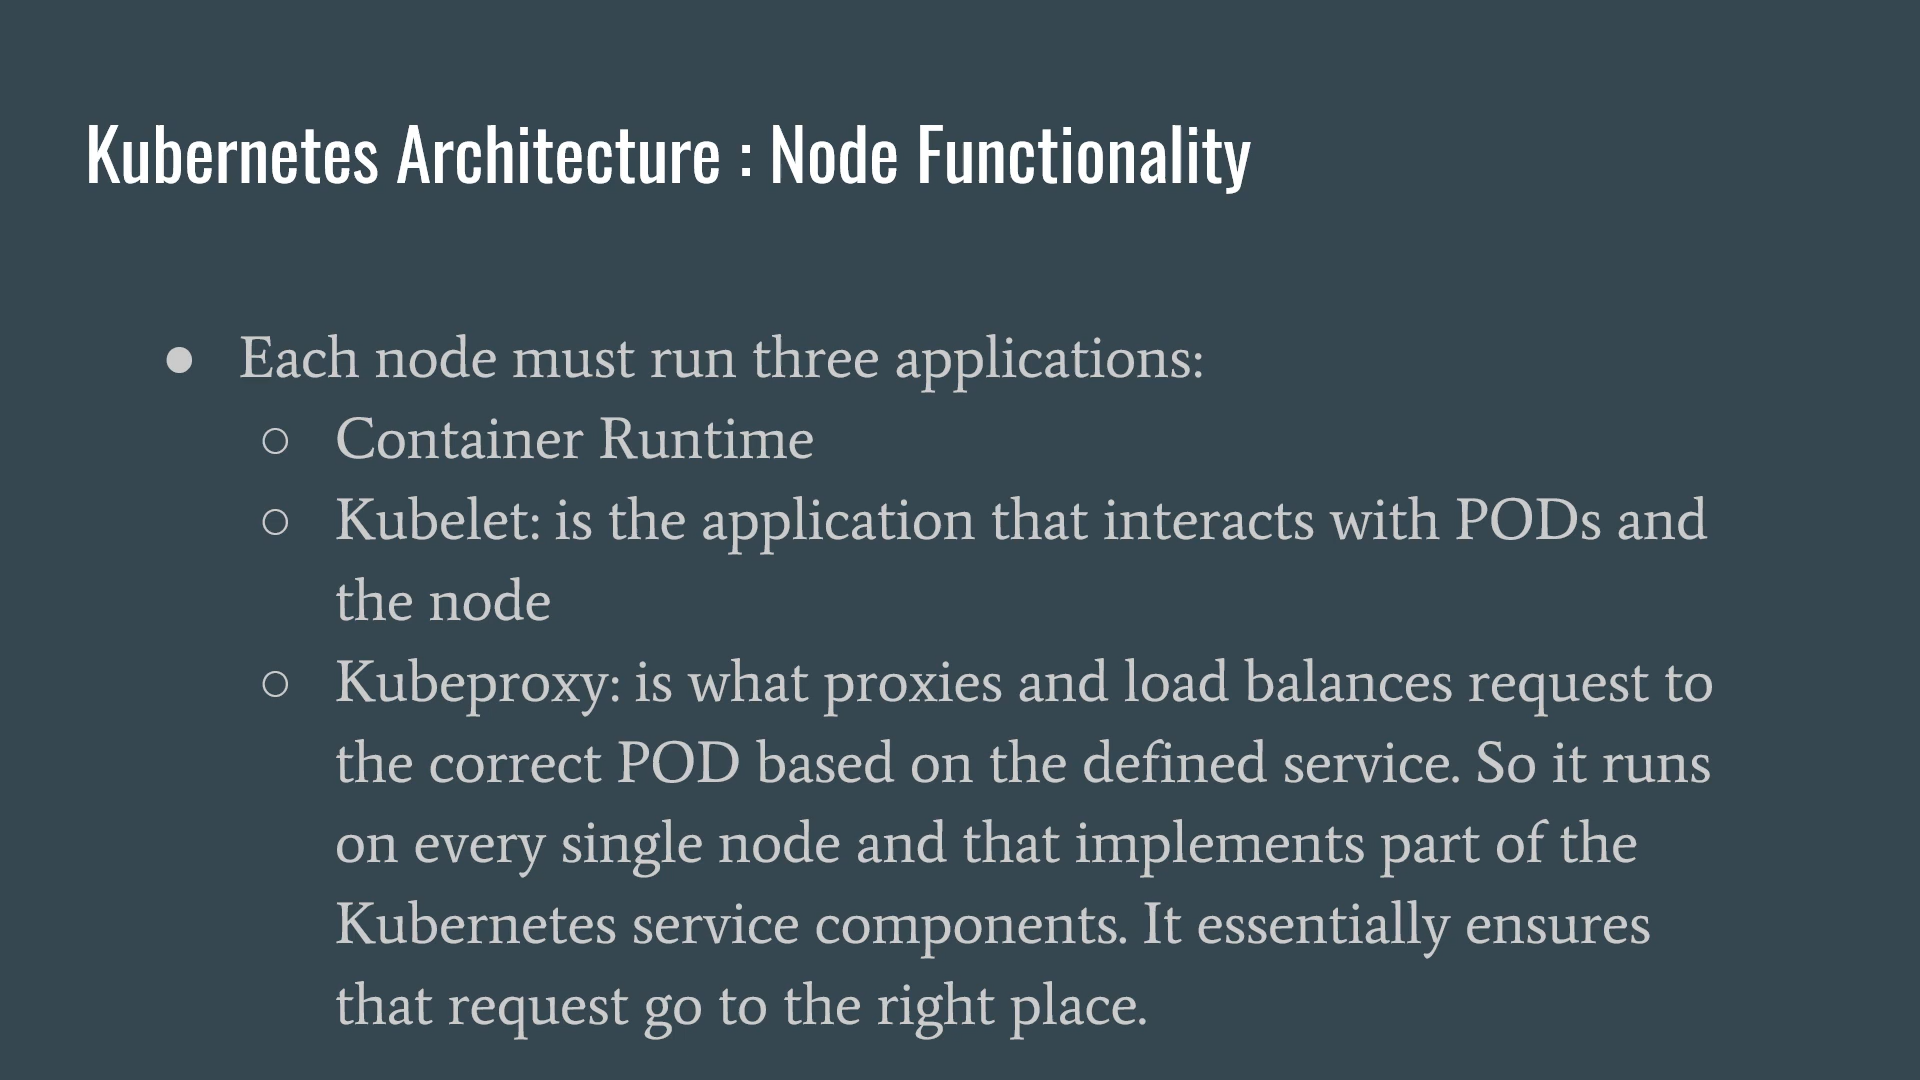 Kubernetes Architecture : Node Functionality
● Each node must run three applications:
○ Container Runtime
○ Kubelet: is the application that interacts with PODs and
the node
○ Kubeproxy: is what proxies and load balances request to
the correct POD based on the defined service. So it runs
on every single node and that implements part of the
Kubernetes service components. It essentially ensures
that request go to the right place.